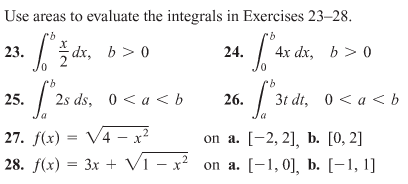 Use areas to evaluate the integrals in Exercises 23–28.
23. ∫₀ᵇ x/2 dx, b > 0
24. ∫₀ᵇ 4x dx, b > 0
25. ∫ₐᵇ 2s ds, 0 < a < b
26. ∫ₐᵇ 3t dt, 0 < a < b
27. f(x) = √(4 − x²) on a. [−2, 2], b. [0, 2]
28. f(x) = 3x + √(1 − x²) on a. [−1, 0], b. [−1, 1]